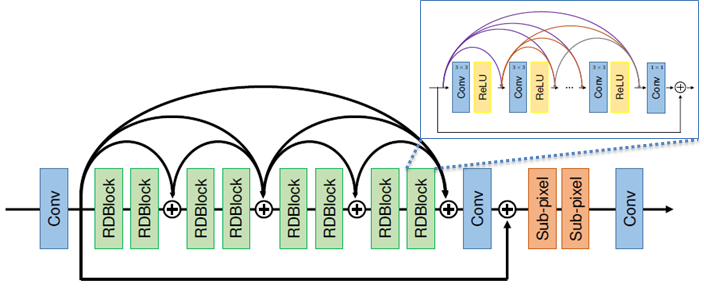 3 × 3
Conv
ReLU
3 × 3
Conv
ReLU
...
3 × 3
Conv
ReLU
1 × 1
Conv
Conv
RDBlock
RDBlock
RDBlock
RDBlock
RDBlock
RDBlock
RDBlock
RDBlock
Conv
Sub-pixel
Sub-pixel
Conv